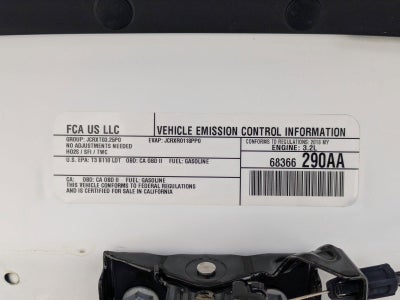 FCA US LLC
VEHICLE EMISSION CONTROL INFORMATION
GROUP: JCRXT03.25P0
EVAP: JCRXR0118PP0
CONFORMS TO REGULATIONS: 2018 MY
NO ADJUSTMENTS NEEDED
ENGINE: 3.2L
HO2S / SFI / TWC
68366 290AA
U.S. EPA: T3 B110 LDT OBD: CA OBD II FUEL: GASOLINE
CA: OBD: CA OBD II FUEL: GASOLINE
THIS VEHICLE CONFORMS TO FEDERAL REGULATIONS
AND IS CERTIFIED FOR SALE IN CALIFORNIA